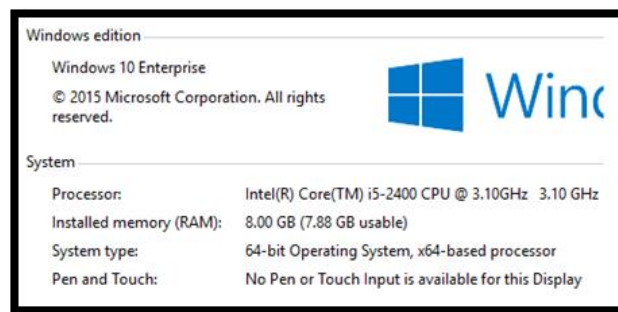 Windows edition
Windows 10 Enterprise
© 2015 Microsoft Corporation. All rights
reserved.
Winc
System
Processor: Intel(R) Core(TM) i5-2400 CPU @ 3.10GHz 3.10 GHz
Installed memory (RAM): 8.00 GB (7.88 GB usable)
System type: 64-bit Operating System, x64-based processor
Pen and Touch: No Pen or Touch Input is available for this Display